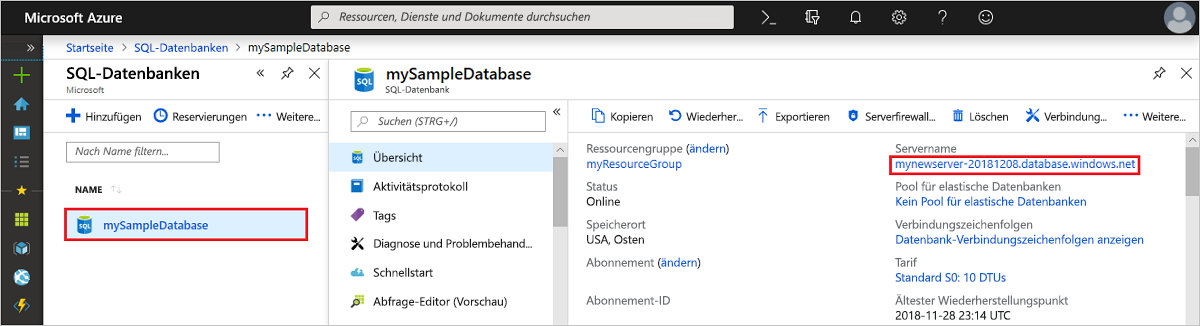 Microsoft Azure
Ressourcen, Dienste und Dokumente durchsuchen
Startseite > SQL-Datenbanken > mySampleDatabase
SQL-Datenbanken
Microsoft
Hinzufügen Reservierungen Weitere...
Nach Name filtern...
NAME
mySampleDatabase
mySampleDatabase
SQL-Datenbank
Suchen (STRG+/)
Übersicht
Aktivitätsprotokoll
Tags
Diagnose und Problembehand...
Schnellstart
Abfrage-Editor (Vorschau)
Kopieren Wiederher... Exportieren Serverfirewall... Löschen Verbindung... Weitere...
Ressourcengruppe (ändern)
myResourceGroup
Status
Online
Speicherort
USA, Osten
Abonnement (ändern)
Abonnement-ID
Servername
mynewserver-20181208.database.windows.net
Pool für elastische Datenbanken
Kein Pool für elastische Datenbanken
Verbindungszeichenfolgen
Datenbank-Verbindungszeichenfolgen anzeigen
Tarif
Standard S0: 10 DTUs
Ältester Wiederherstellungspunkt
2018-11-28 23:14 UTC